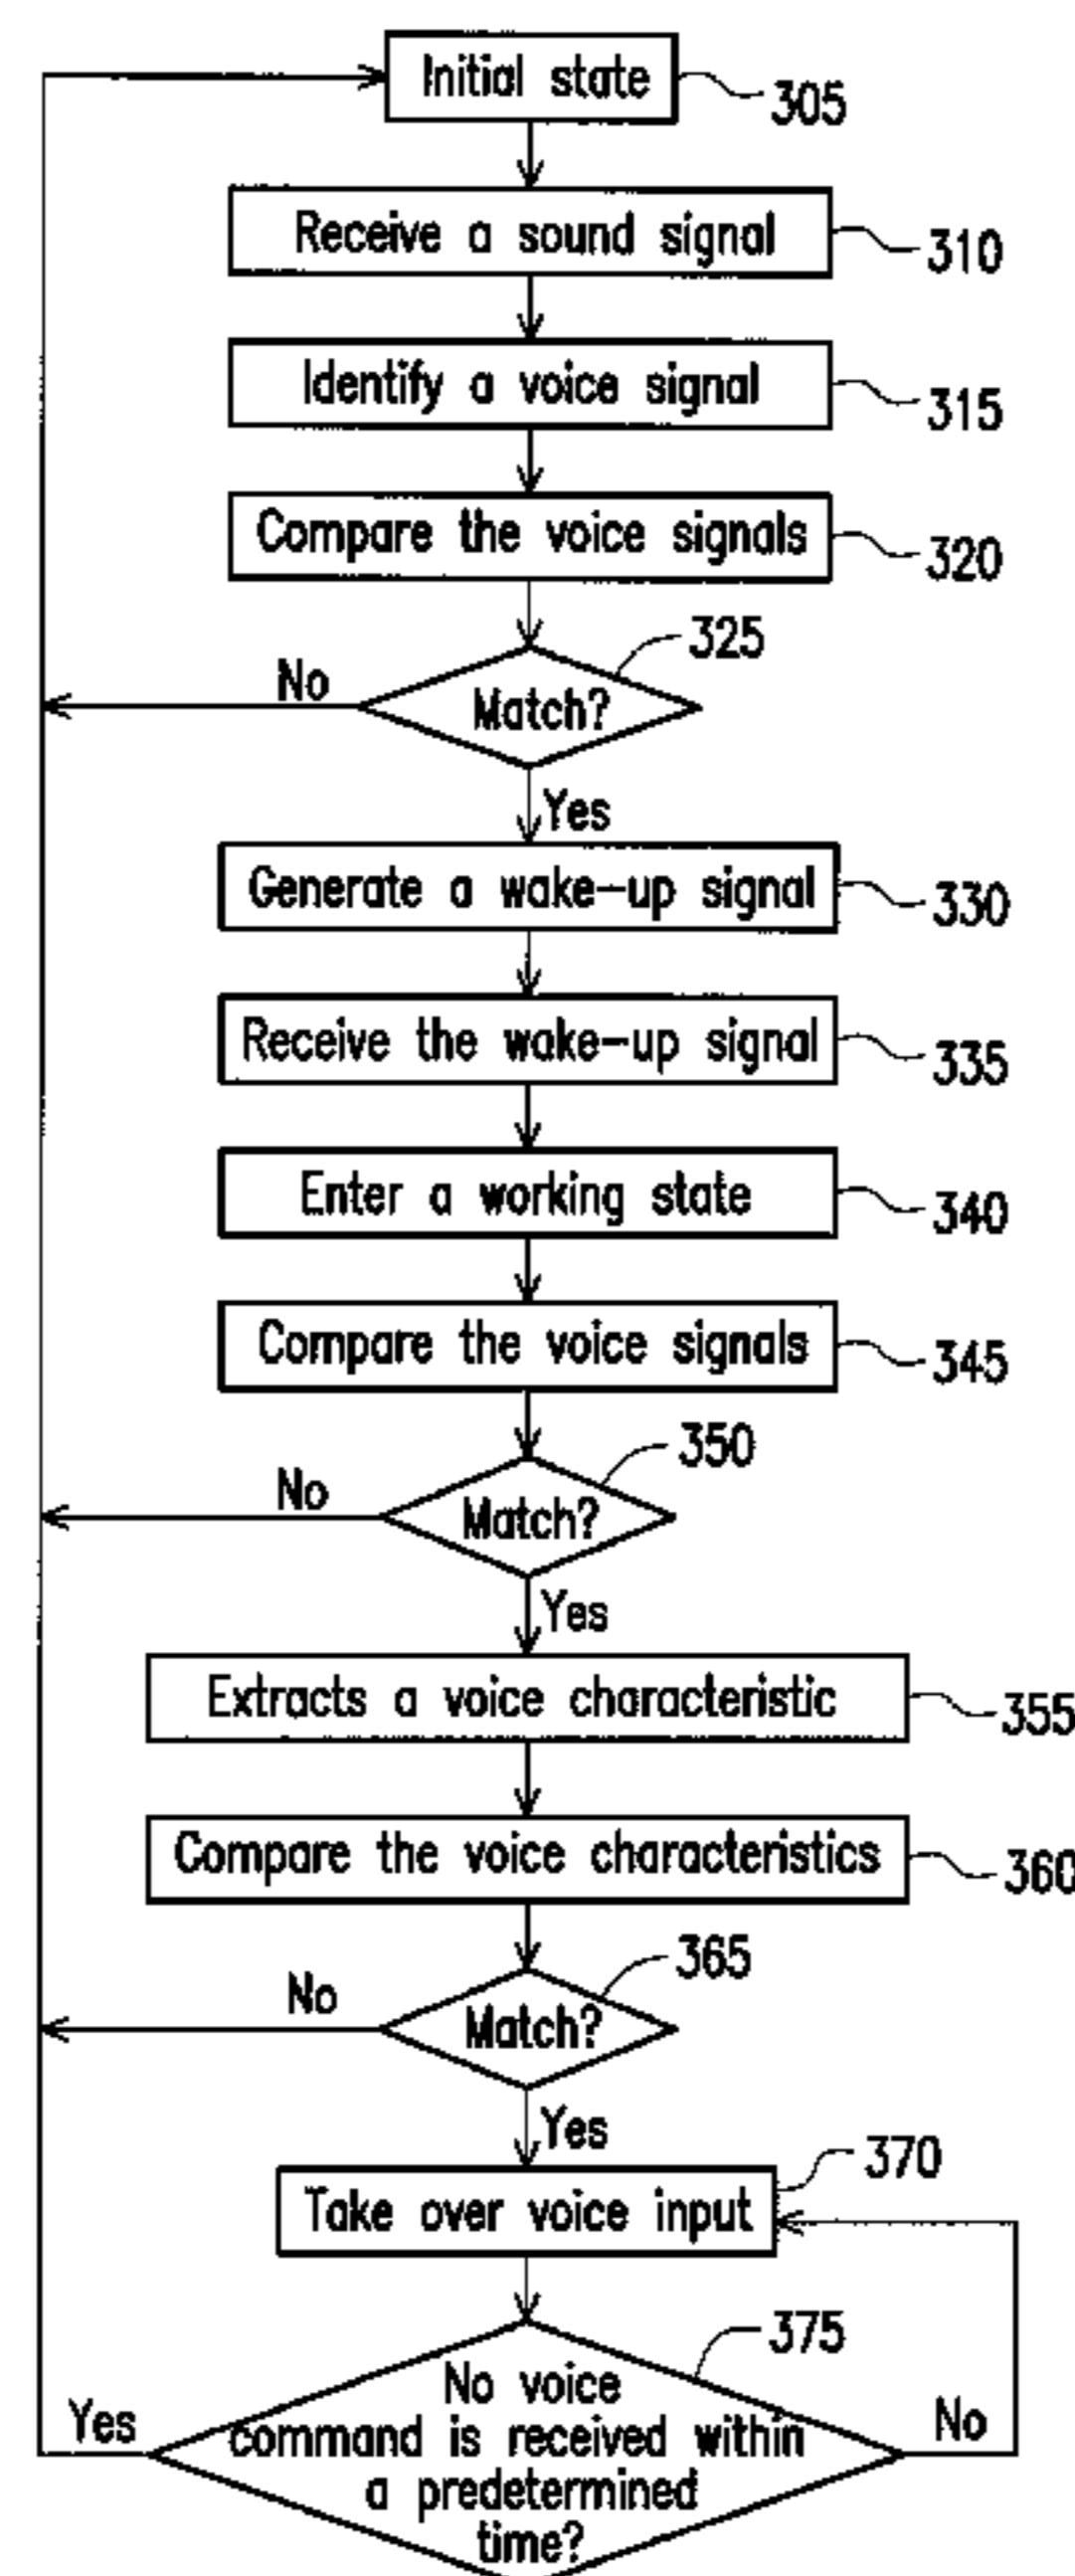 Initial state
305
Receive a sound signal
310
Identify a voice signal
315
Compare the voice signals
320
325
Match?
No
Yes
Generate a wake-up signal
330
Receive the wake-up signal
335
Enter a working state
340
Compare the voice signals
345
350
Match?
No
Yes
Extracts a voice characteristic
355
Compare the voice characteristics
360
365
Match?
No
Yes
370
Take over voice input
375
No voice
command is received within
a predetermined
time?
Yes
No